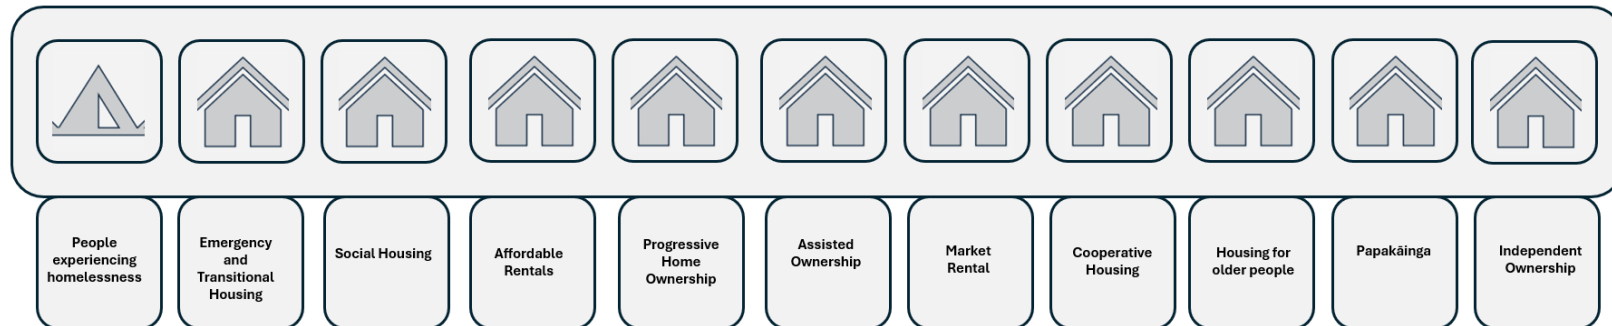 People
experiencing
homelessness
Emergency
and
Transitional
Housing
Social Housing
Affordable
Rentals
Progressive
Home
Ownership
Assisted
Ownership
Market
Rental
Cooperative
Housing
Housing for
older people
Papakāinga
Independent
Ownership